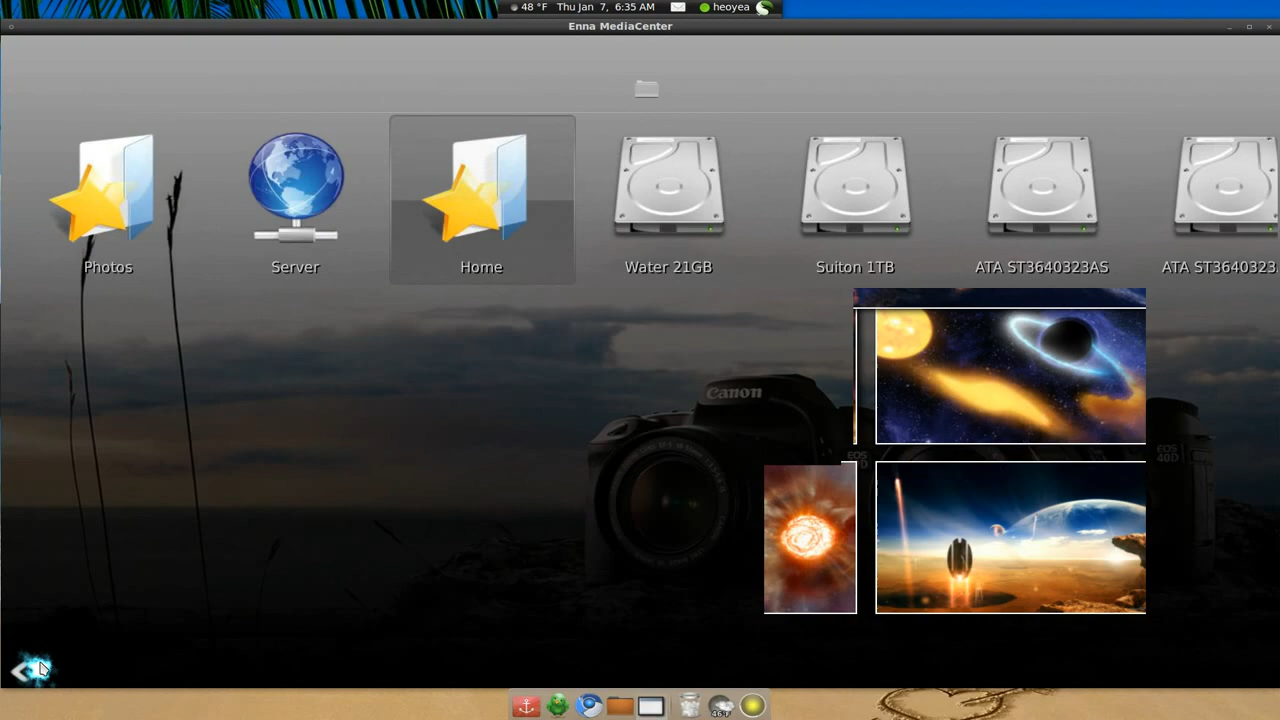 48 °F Thu Jan 7, 6:35 AM heoyea
Enna MediaCenter
Photos
Server
Home
Water 21GB
Suiton 1TB
ATA ST3640323AS
ATA ST3640323
Canon
EOS
40D
46°F